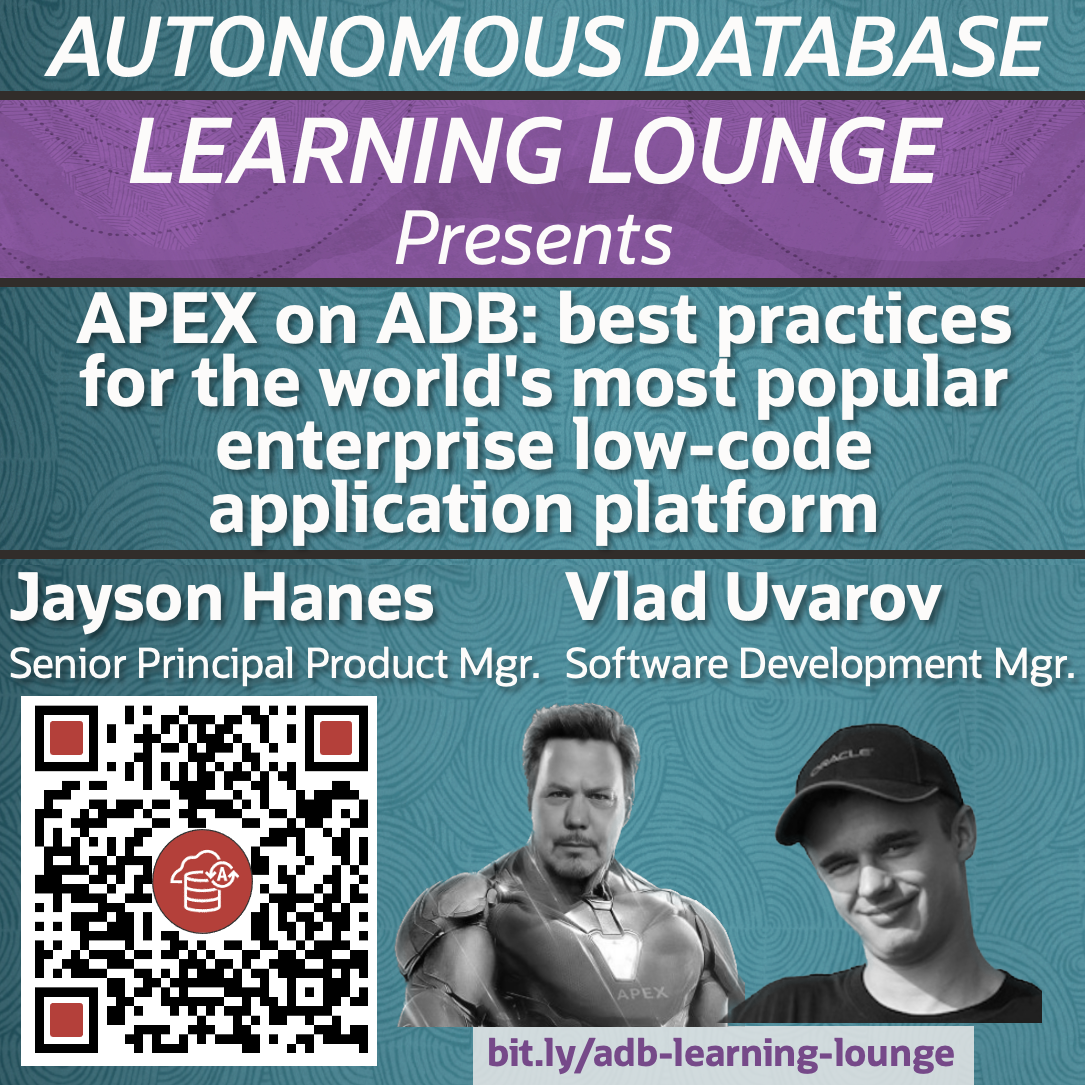 AUTONOMOUS DATABASE
LEARNING LOUNGE
Presents
APEX on ADB: best practices
for the world's most popular
enterprise low-code
application platform
Jayson Hanes
Senior Principal Product Mgr.
Vlad Uvarov
Software Development Mgr.
A
ORACLE
APEX
bit.ly/adb-learning-lounge